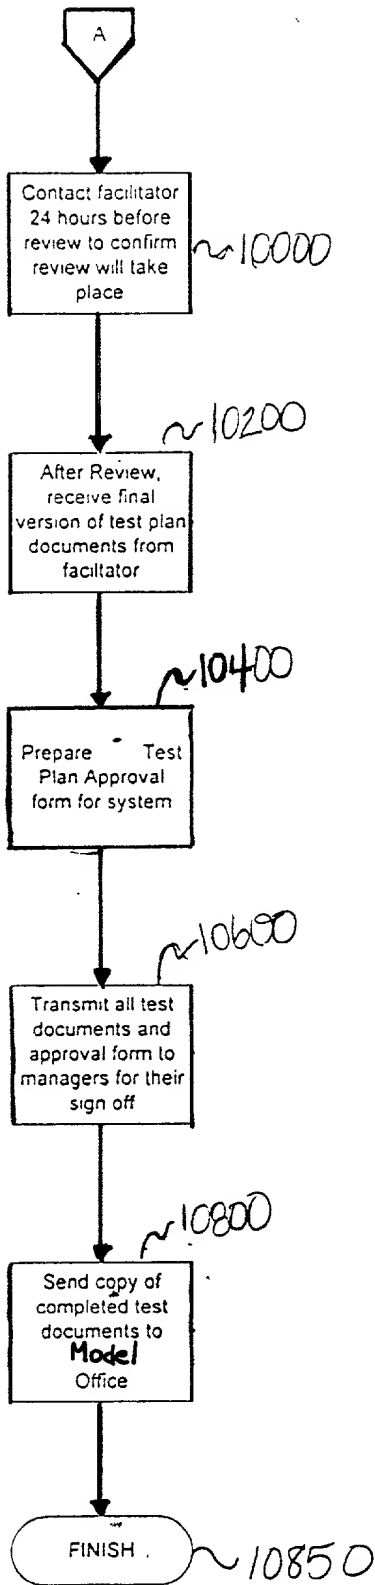 A
Contact facilitator
24 hours before
review to confirm
review will take
place
10000
10200
After Review,
receive final
version of test plan
documents from
faciltator
10400
Prepare Test
Plan Approval
form for system
10600
Transmit all test
documents and
approval form to
managers for their
sign off
10800
Send copy of
completed test
documents to
Model
Office
FINISH
10850